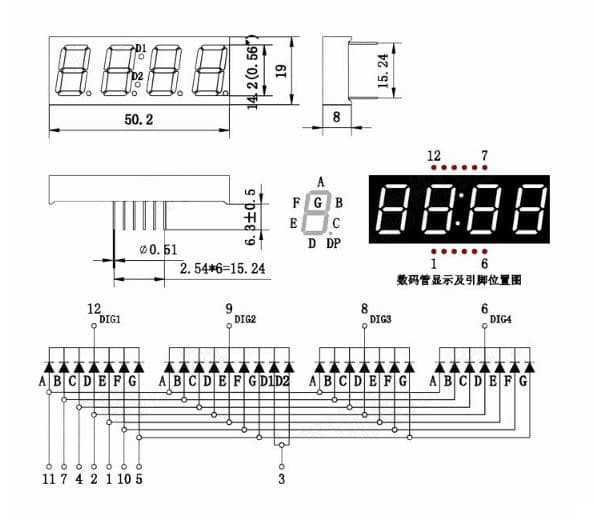 D1
D2
14.2(0.56")
19
50.2
15.24
8
6.3±0.5
Ø0.51
2.54*6=15.24
A
F G B
E C
D DP
12 7
1 6
数码管显示及引脚位置图
12 9 8 6
DIG1 DIG2 DIG3 DIG4
A B C D E F G A B C D E F G D1 D2 A B C D E F G A B C D E F G
11 7 4 2 1 10 5 3